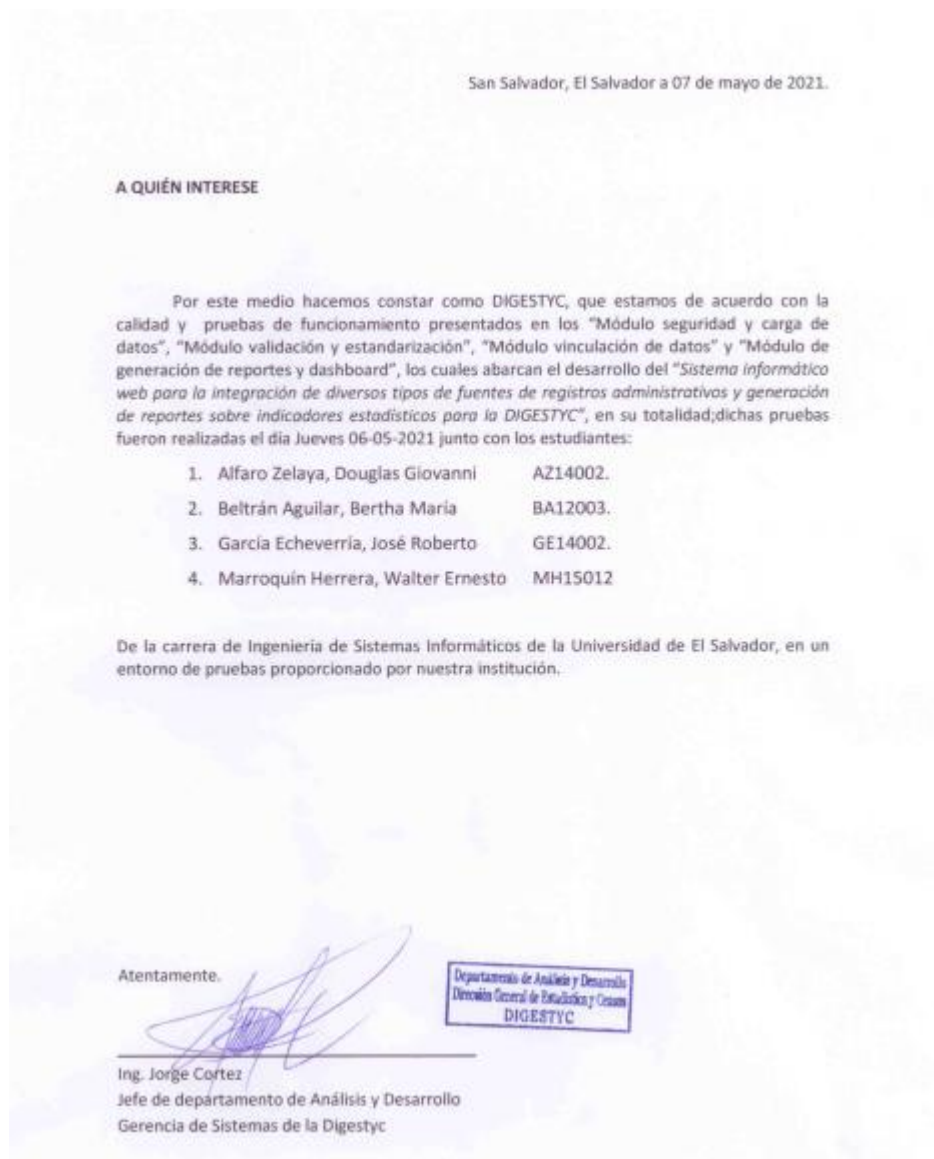 San Salvador, El Salvador a 07 de mayo de 2021.
A QUIÉN INTERESE
Por este medio hacemos constar como DIGESTYC, que estamos de acuerdo con la
calidad y pruebas de funcionamiento presentados en los "Módulo seguridad y carga de
datos", "Módulo validación y estandarización", "Módulo vinculación de datos" y "Módulo de
generación de reportes y dashboard", los cuales abarcan el desarrollo del "Sistema informático
web para la integración de diversos tipos de fuentes de registros administrativos y generación
de reportes sobre indicadores estadísticos para la DIGESTYC", en su totalidad;dichas pruebas
fueron realizadas el día Jueves 06-05-2021 junto con los estudiantes:
1. Alfaro Zelaya, Douglas Giovanni AZ14002.
2. Beltrán Aguilar, Bertha María BA12003.
3. García Echeverría, José Roberto GE14002.
4. Marroquín Herrera, Walter Ernesto MH15012
De la carrera de Ingeniería de Sistemas Informáticos de la Universidad de El Salvador, en un
entorno de pruebas proporcionado por nuestra institución.
Atentamente.
Departamento de Análisis y Desarrollo
Dirección General de Estadística y Censos
DIGESTYC
Ing. Jorge Cortez
Jefe de departamento de Análisis y Desarrollo
Gerencia de Sistemas de la Digestyc